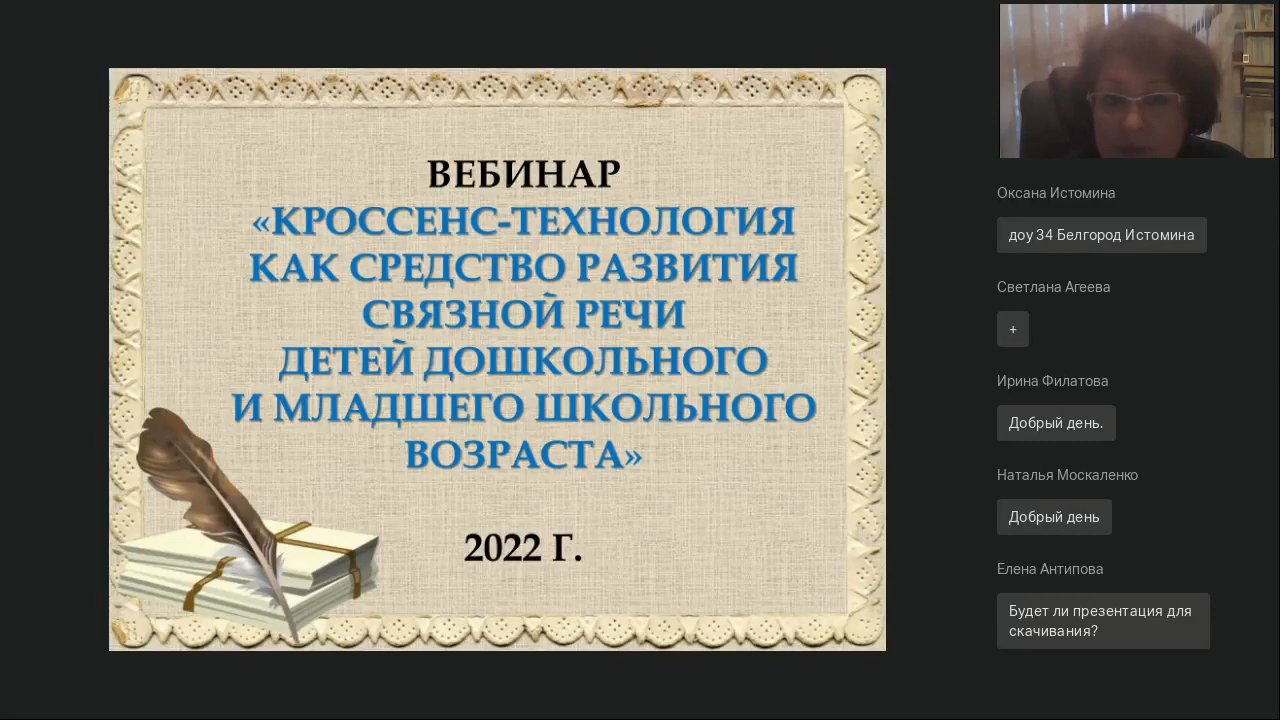 ВЕБИНАР
«КРОССЕНС-ТЕХНОЛОГИЯ
КАК СРЕДСТВО РАЗВИТИЯ
СВЯЗНОЙ РЕЧИ
ДЕТЕЙ ДОШКОЛЬНОГО
И МЛАДШЕГО ШКОЛЬНОГО
ВОЗРАСТА»
2022 Г.
Оксана Истомина
доу 34 Белгород Истомина
Светлана Агеева
+
Ирина Филатова
Добрый день.
Наталья Москаленко
Добрый день
Елена Антипова
Будет ли презентация для
скачивания?